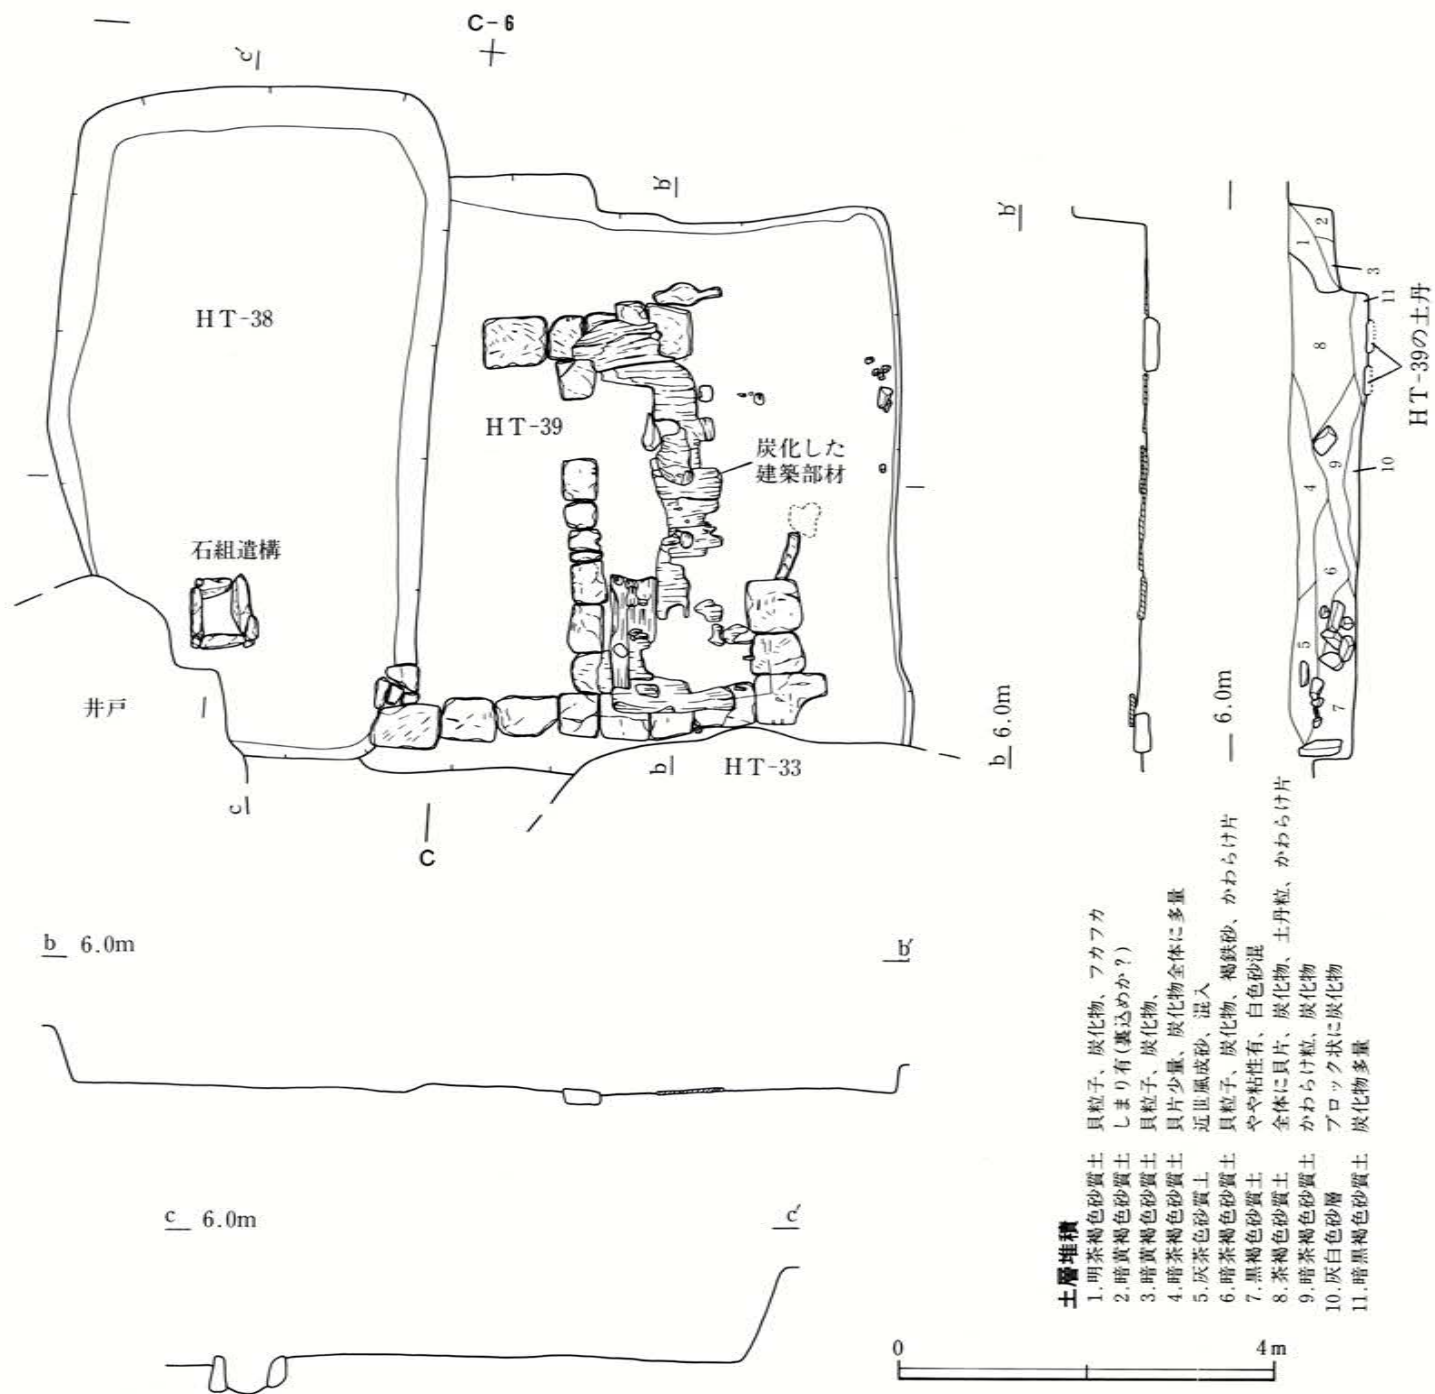 C-6
c′
b′
HT-38
HT-39
炭化した
建築部材
石組遺構
井戸
b
HT-33
c
C
b′
b 6.0m
6.0m
1
2
3
11
8
HT-39の土丹
4
9
10
6
5
7
b 6.0m
b′
c 6.0m
c′
土層堆積
1.明茶褐色砂質土 貝粒子、炭化物、フカフカ
2.暗黄褐色砂質土 しまり有(裏込めか?)
3.暗黄褐色砂質土 貝粒子、炭化物、
4.暗茶褐色砂質土 貝片少量、炭化物全体に多量
5.灰茶色砂質土 近世風成砂、混入
6.暗茶褐色砂質土 貝粒子、炭化物、褐鉄砂、かわらけ片
7.黒褐色砂質土 やや粘性有、白色砂混
8.茶褐色砂質土 全体に貝片、炭化物、土丹粒、かわらけ片
9.暗茶褐色砂質土 かわらけ粒、炭化物
10.灰白色砂層 ブロック状に炭化物
11.暗黒褐色砂質土 炭化物多量
0 4m